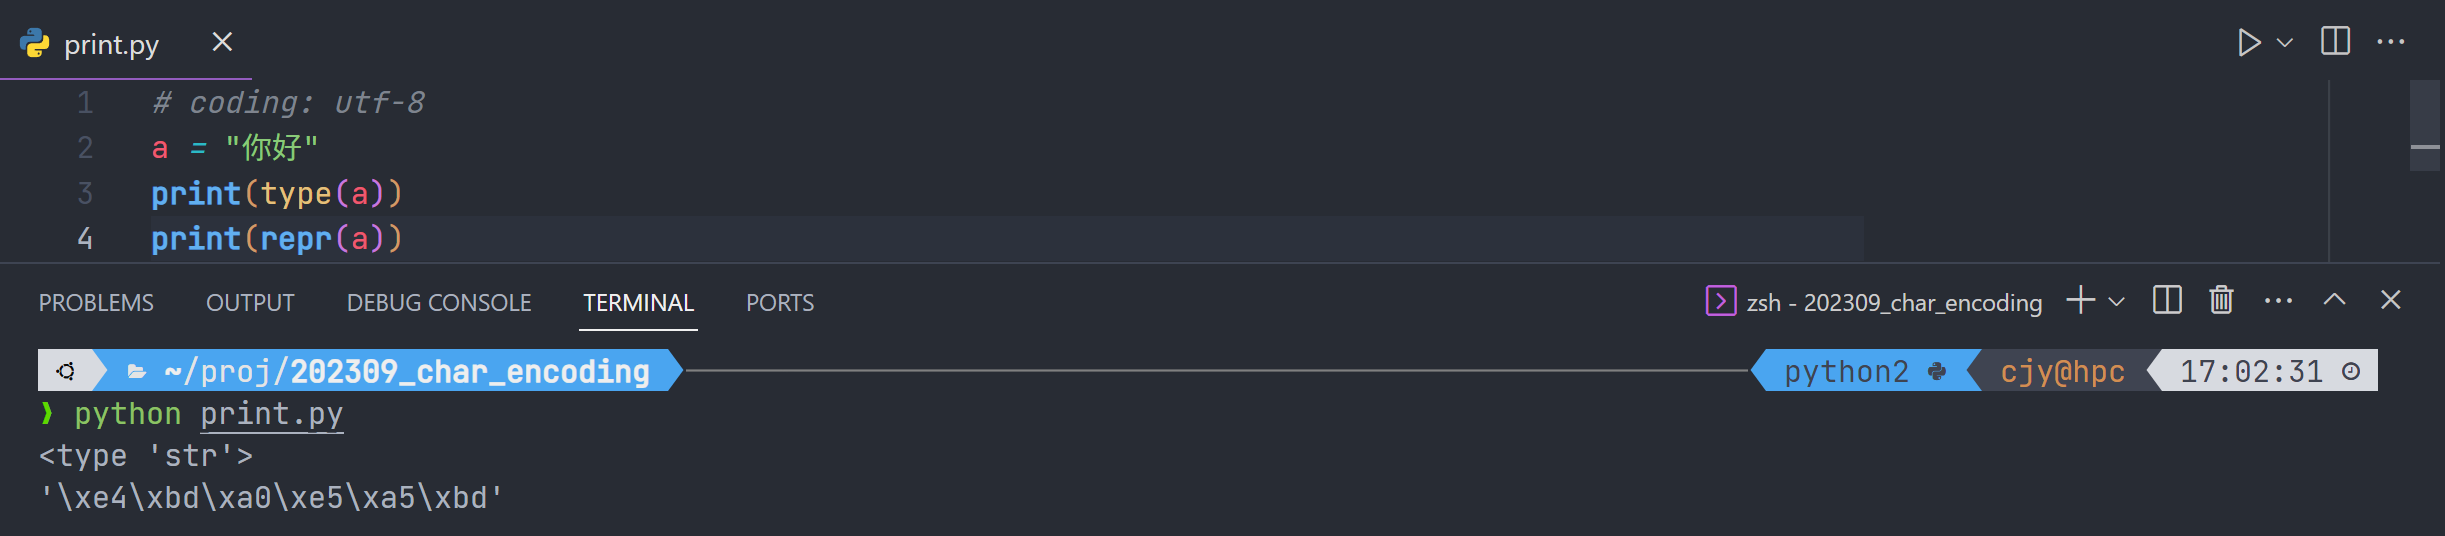 print.py
1 # coding: utf-8
2 a = "你好"
3 print(type(a))
4 print(repr(a))
PROBLEMS OUTPUT DEBUG CONSOLE TERMINAL PORTS zsh - 202309_char_encoding
~/proj/202309_char_encoding python2 cjy@hpc 17:02:31
❱ python print.py
<type 'str'>
'\xe4\xbd\xa0\xe5\xa5\xbd'